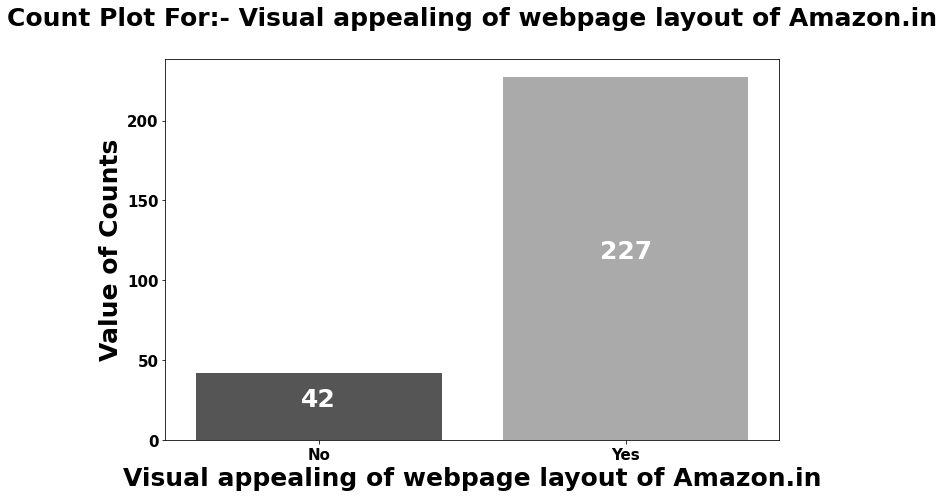 Count Plot For:- Visual appealing of webpage layout of Amazon.in
Value of Counts
200
150
100
50
0
42
227
No
Yes
Visual appealing of webpage layout of Amazon.in